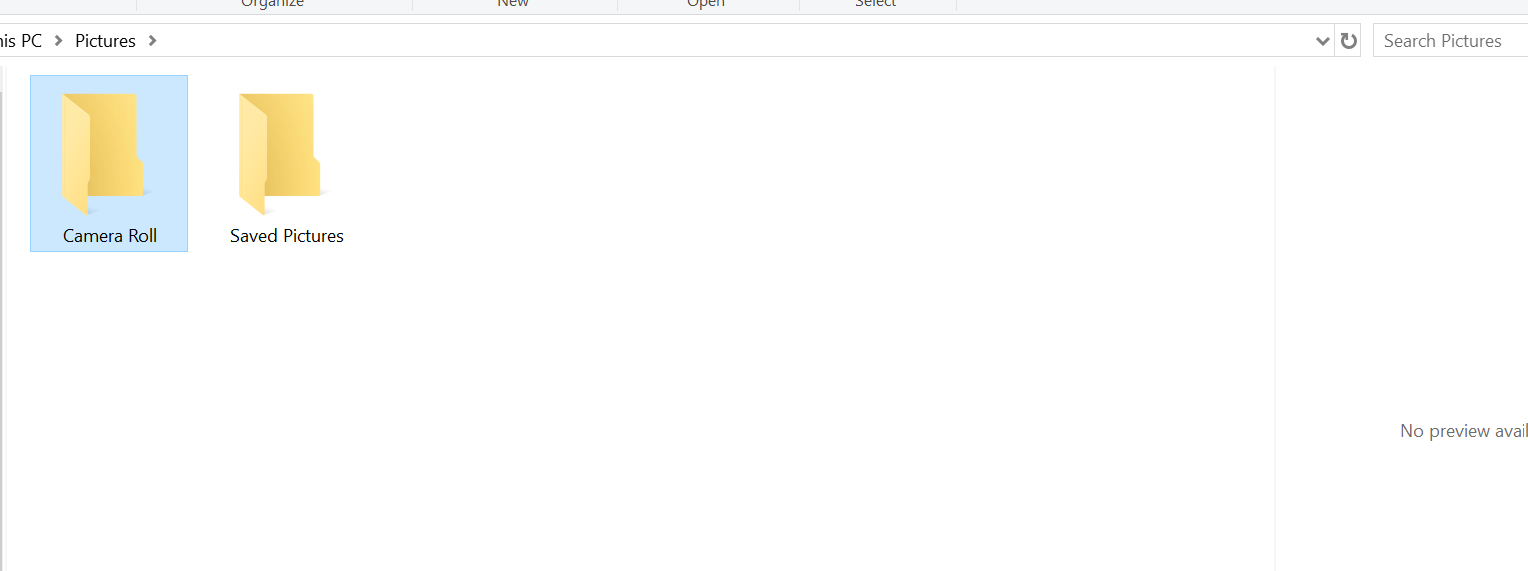 Organize New Open Select
his PC > Pictures > Search Pictures
Camera Roll Saved Pictures
No preview avail